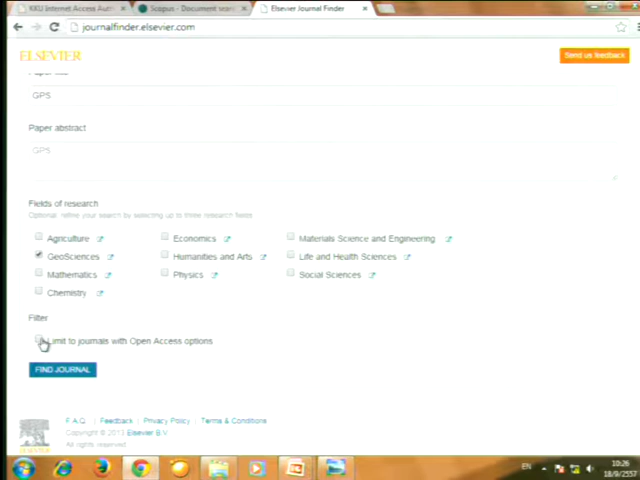 KKU Internet Access Auth
Scopus - Document sear
Elsevier Journal Finder
journalfinder.elsevier.com
ELSEVIER
Send us feedback
GPS
Paper abstract
GPS
Fields of research
Optional: refine your search by selecting up to three research fields
Agriculture
Economics
Materials Science and Engineering
GeoSciences
Humanities and Arts
Life and Health Sciences
Mathematics
Physics
Social Sciences
Chemistry
Filter
Limit to journals with Open Access options
FIND JOURNAL
F.A.Q.
Feedback
Privacy Policy
Terms & Conditions
Copyright © 2013 Elsevier B.V.
All rights reserved.
ELSEVIER
EN
10:26
18/9/2557